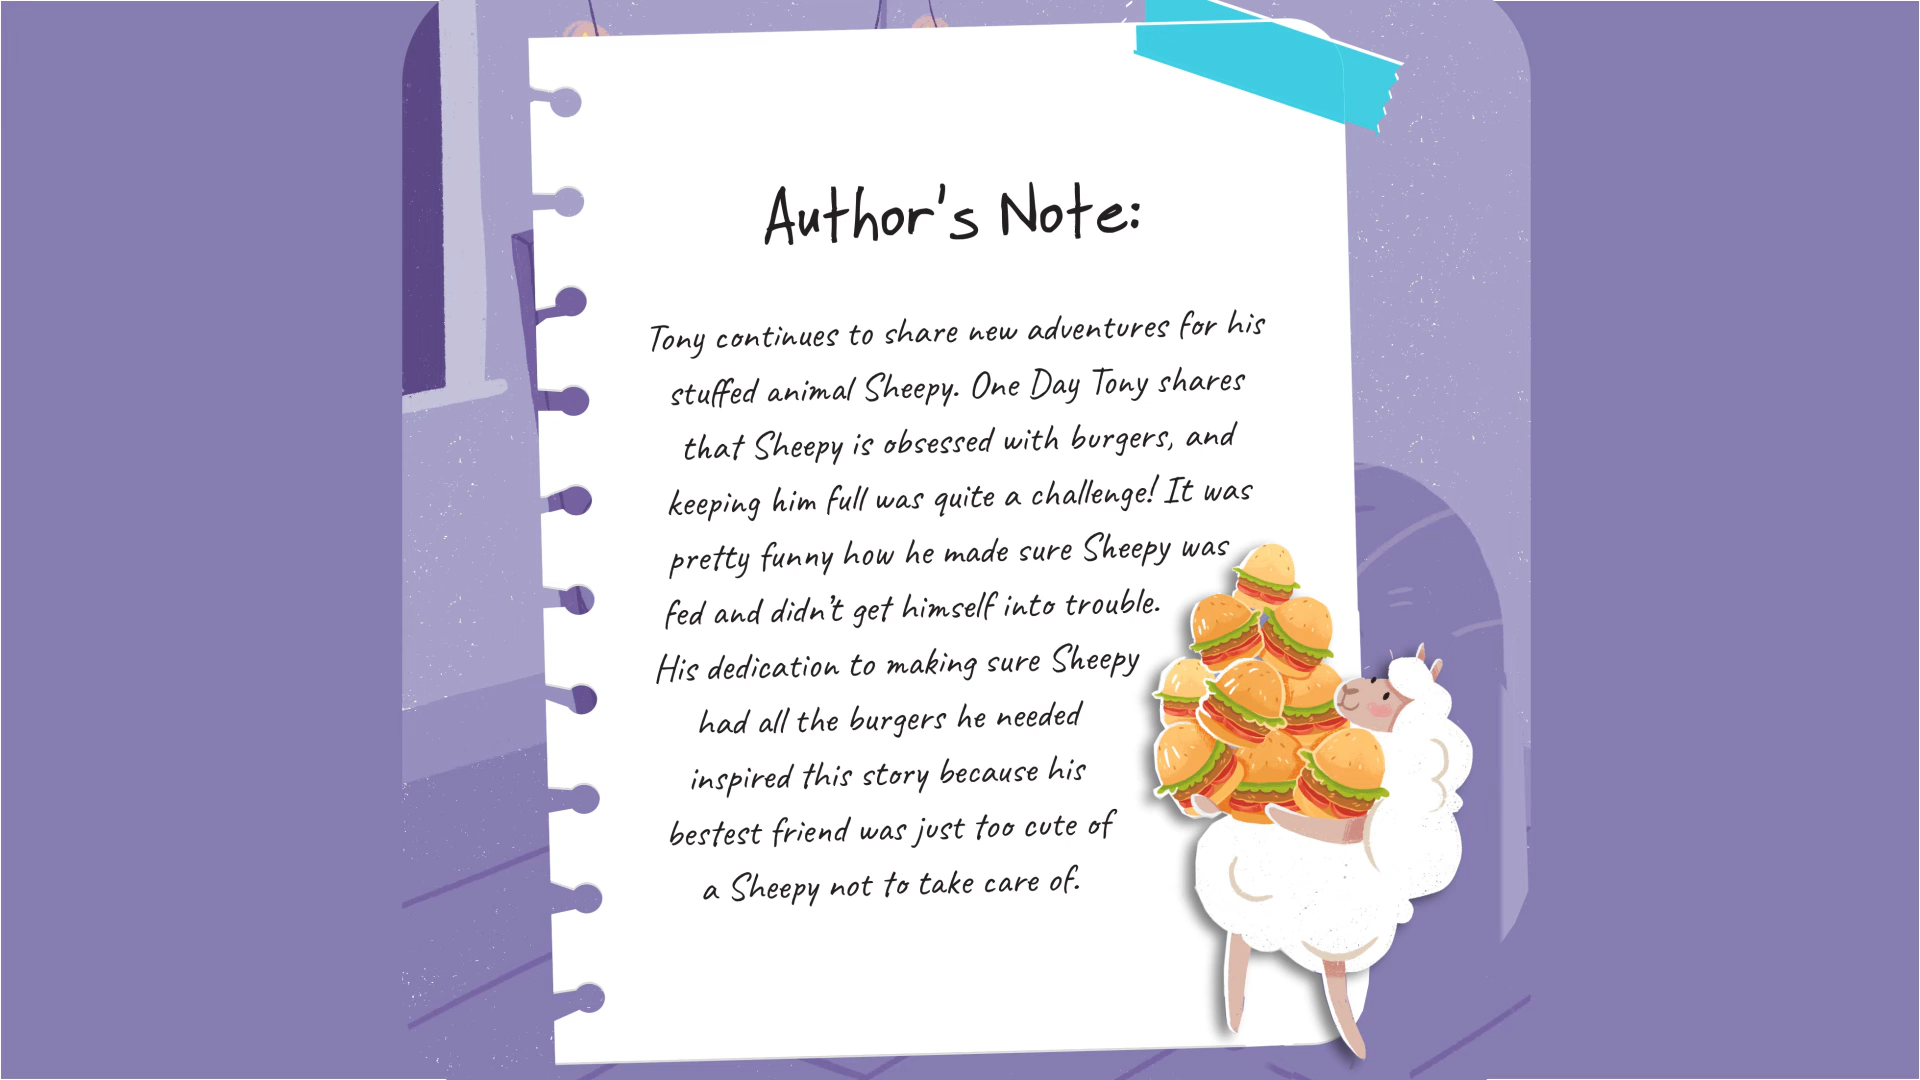 Author's Note:
Tony continues to share new adventures for his
stuffed animal Sheepy. One Day Tony shares
that Sheepy is obsessed with burgers, and
keeping him full was quite a challenge! It was
pretty funny how he made sure Sheepy was
fed and didn't get himself into trouble.
His dedication to making sure Sheepy
had all the burgers he needed
inspired this story because his
bestest friend was just too cute of
a Sheepy not to take care of.